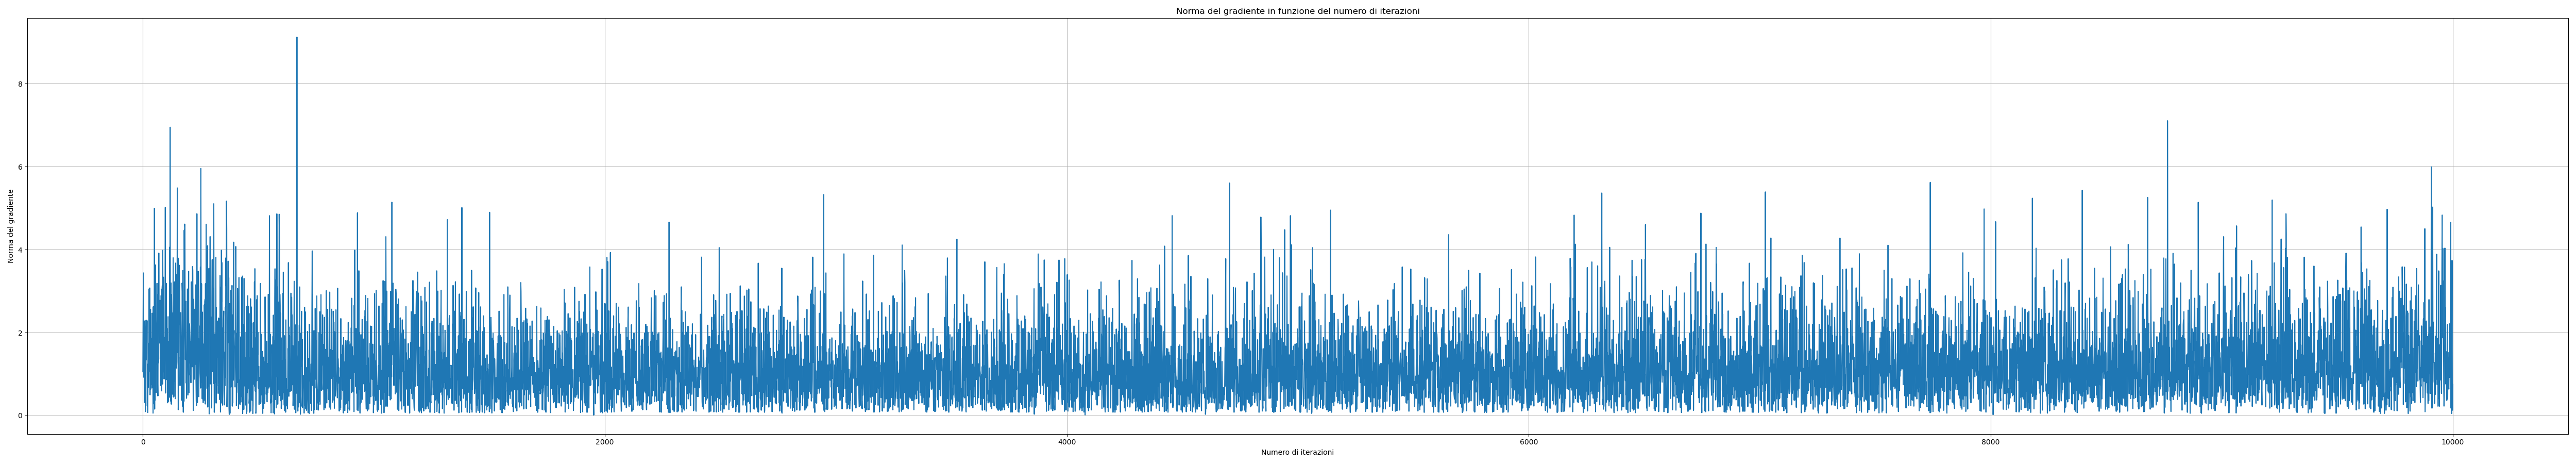 Norma del gradiente in funzione del numero di iterazioni
Norma del gradiente
8
6
4
2
0
0 2000 4000 6000 8000 10000
Numero di iterazioni